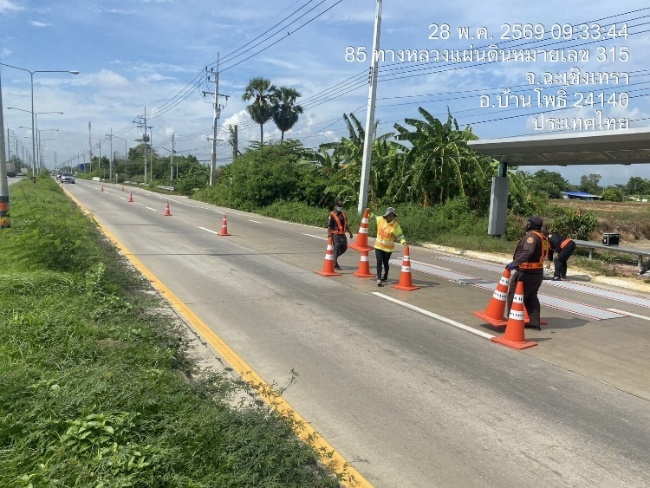 28 พ.ค. 2569 09:33:44
85 ทางหลวงแผ่นดินหมายเลข 315
จ.ฉะเชิงเทรา
อ.บ้านโพธิ์ 24140
ประเทศไทย